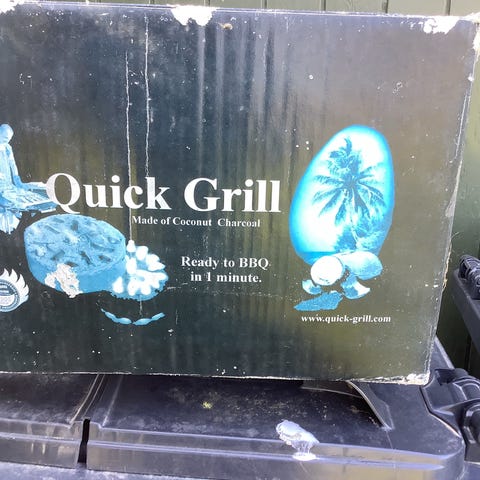 Quick Grill
Made of Coconut Charcoal
Ready to BBQ
in 1 minute.
www.quick-grill.com